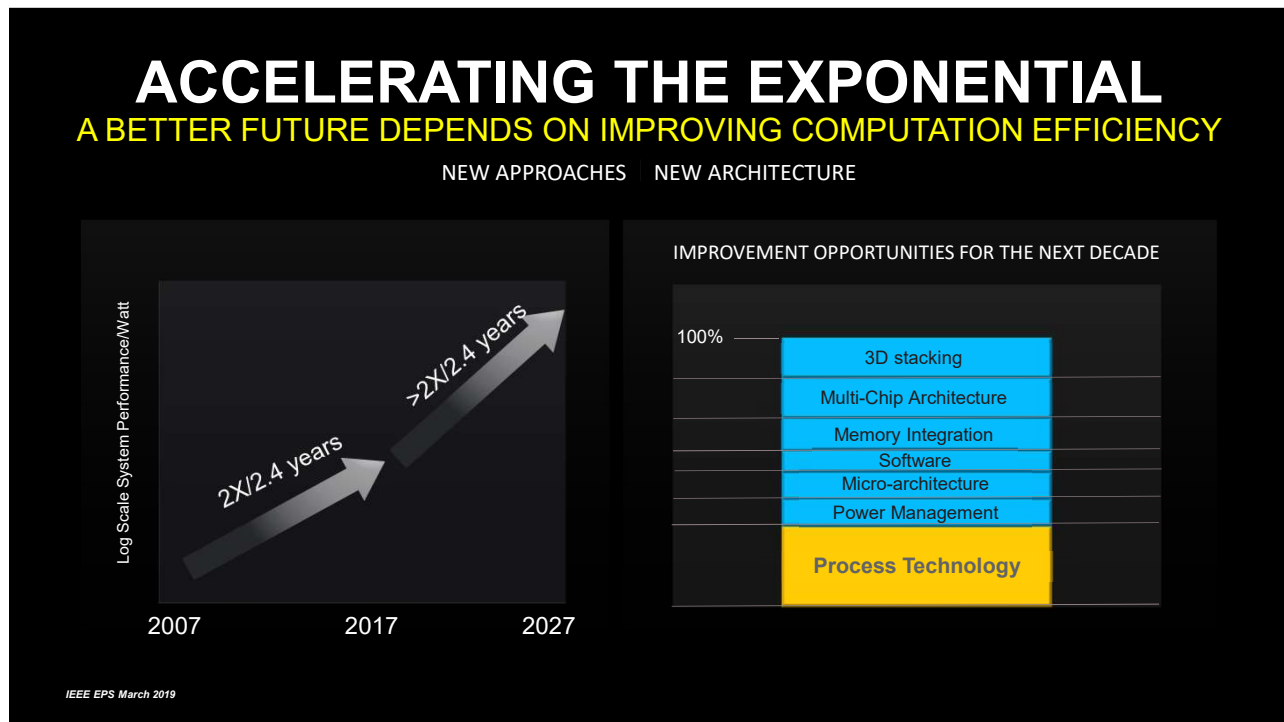 ACCELERATING THE EXPONENTIAL
A BETTER FUTURE DEPENDS ON IMPROVING COMPUTATION EFFICIENCY
NEW APPROACHES | NEW ARCHITECTURE
Log Scale System Performance/Watt
2X/2.4 years
>2X/2.4 years
2007 2017 2027
IMPROVEMENT OPPORTUNITIES FOR THE NEXT DECADE
100%
3D stacking
Multi-Chip Architecture
Memory Integration
Software
Micro-architecture
Power Management
Process Technology
IEEE EPS March 2019